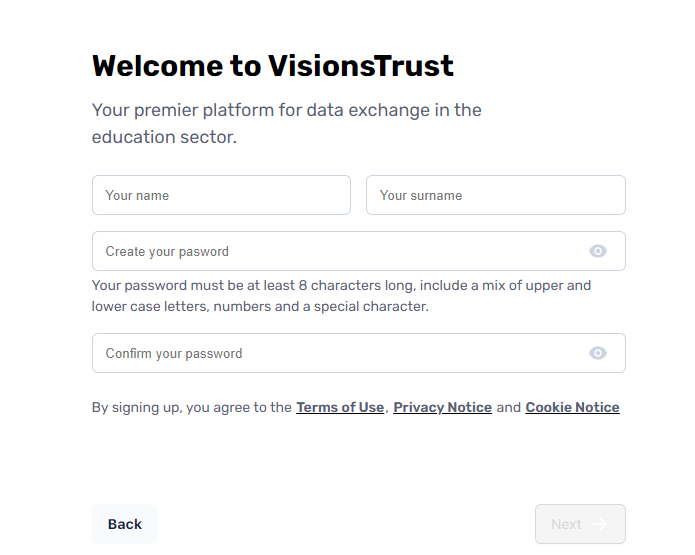 Welcome to VisionsTrust
Your premier platform for data exchange in the
education sector.
Your name
Your surname
Create your pasword
Your password must be at least 8 characters long, include a mix of upper and
lower case letters, numbers and a special character.
Confirm your password
By signing up, you agree to the Terms of Use, Privacy Notice and Cookie Notice
Back
Next